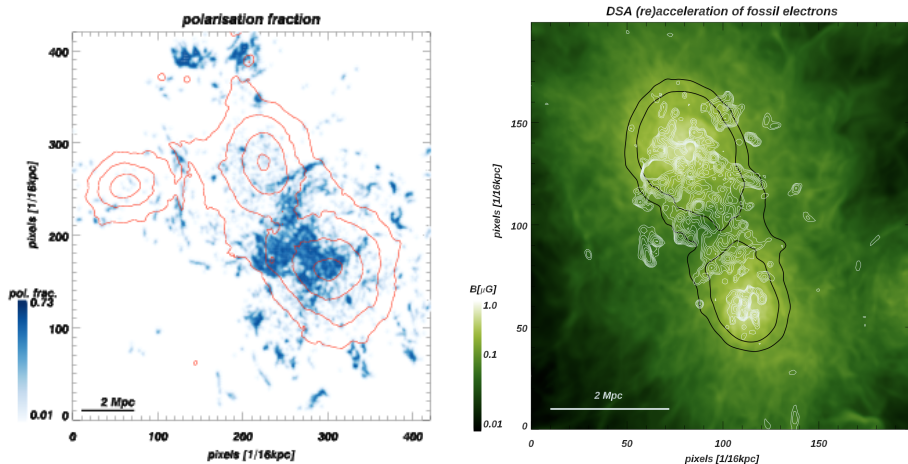 polarisation fraction
400
300
200
100
0
pixels [1/16kpc]
pol. frac.
0.73
0.01
2 Mpc
0 100 200 300 400
pixels [1/16kpc]
DSA (re)acceleration of fossil electrons
150
100
50
0
pixels [1/16kpc]
B[μG]
1.0
0.1
0.01
2 Mpc
0 50 100 150
pixels [1/16kpc]